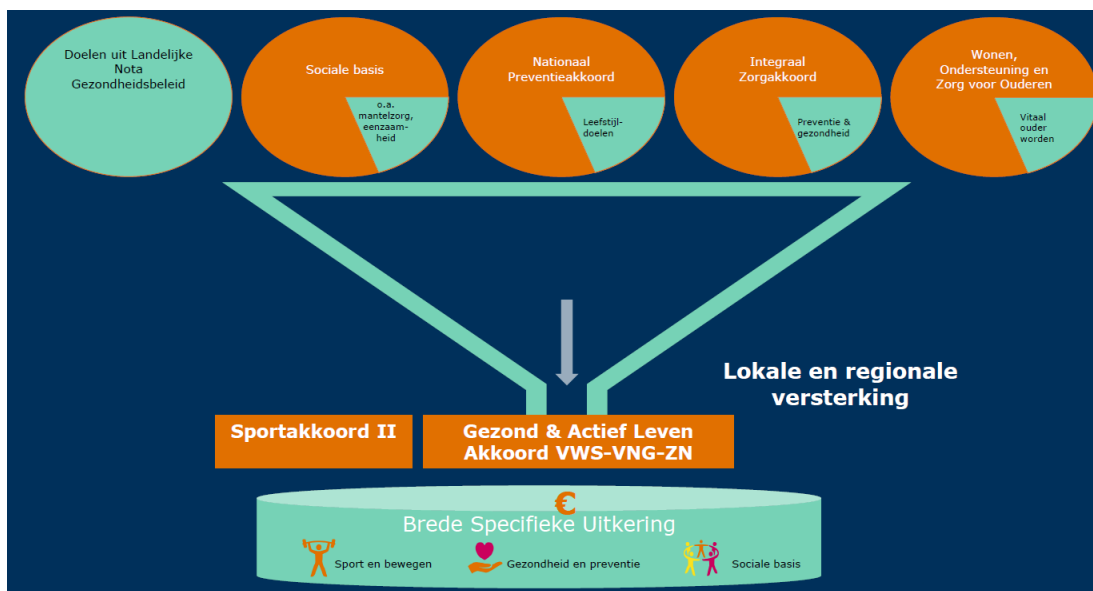 Doelen uit Landelijke
Nota
Gezondheidsbeleid
Sociale basis
o.a.
mantelzorg,
eenzaam-
heid
Nationaal
Preventieakkoord
Leefstijl-
doelen
Integraal
Zorgakkoord
Preventie &
gezondheid
Wonen,
Ondersteuning en
Zorg voor Ouderen
Vitaal
ouder
worden
Lokale en regionale
versterking
Sportakkoord II
Gezond & Actief Leven
Akkoord VWS-VNG-ZN
€
Brede Specifieke Uitkering
Sport en bewegen
Gezondheid en preventie
Sociale basis